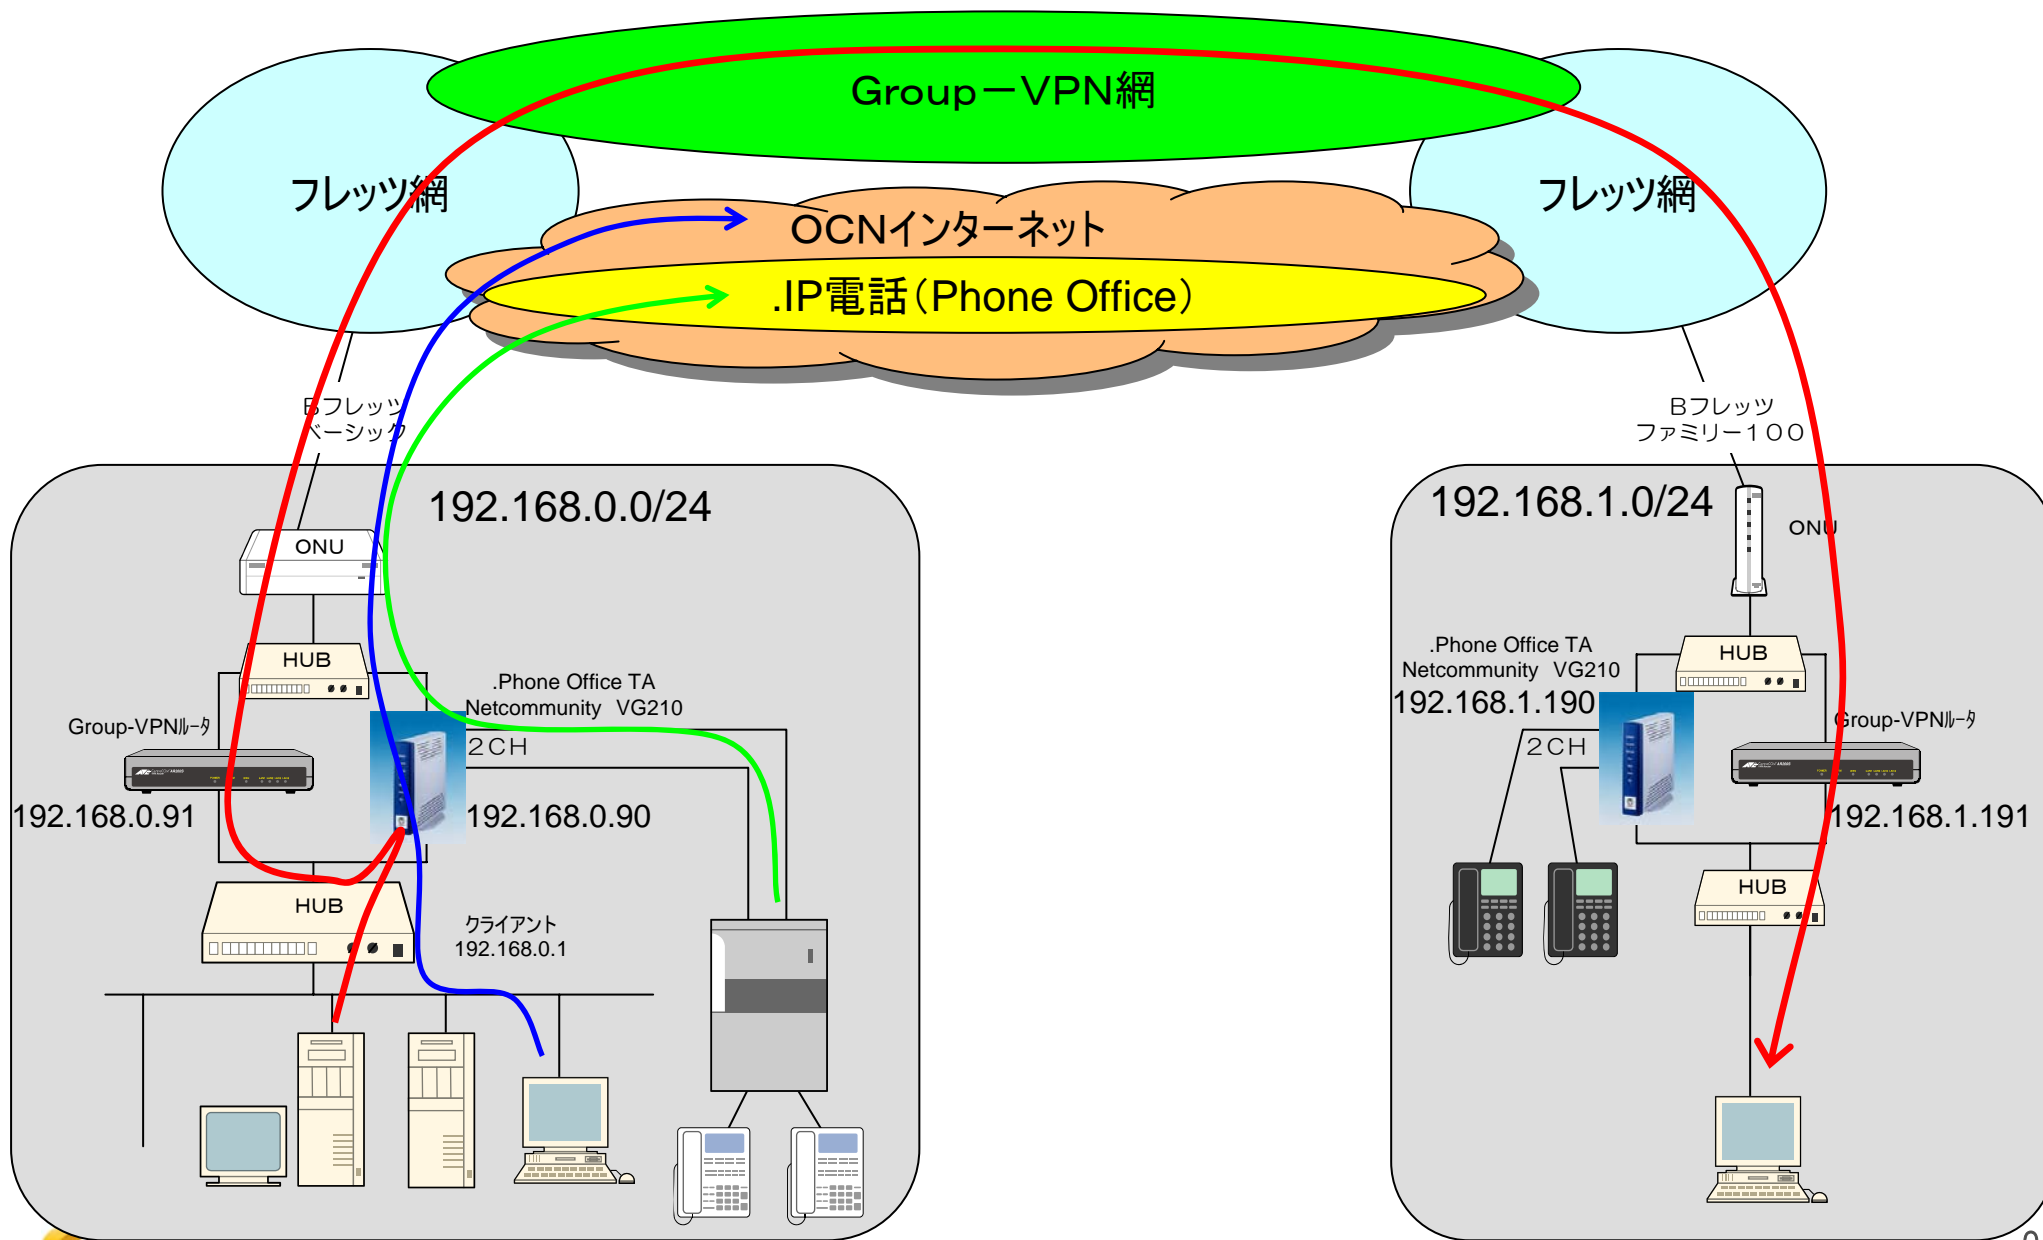 Group－VPN網
フレッツ網
フレッツ網
OCNインターネット
.IP電話（Phone Office）
Bフレッツ
ベーシック
Bフレッツ
ファミリー100
192.168.0.0/24
ONU
HUB
.Phone Office TA
Netcommunity VG210
2CH
Group-VPNﾙｰﾀ
192.168.0.91
192.168.0.90
HUB
クライアント
192.168.0.1
192.168.1.0/24
ONU
HUB
.Phone Office TA
Netcommunity VG210
192.168.1.190
2CH
Group-VPNﾙｰﾀ
192.168.1.191
HUB